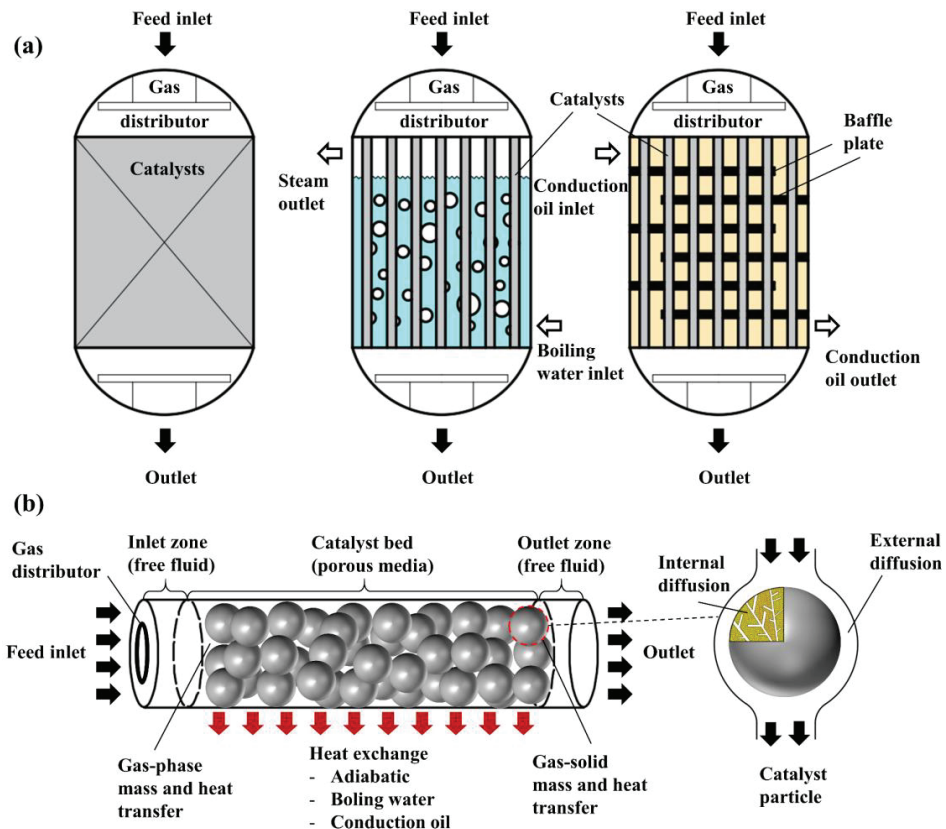 (a)
Feed inlet
Feed inlet
Feed inlet
Gas
distributor
Gas
distributor
Gas
distributor
Catalysts
Catalysts
Baffle
plate
Steam
outlet
Conduction
oil inlet
Boiling
water inlet
Conduction
oil outlet
Outlet
Outlet
Outlet
(b)
Gas
distributor
Inlet zone
(free fluid)
Catalyst bed
(porous media)
Outlet zone
(free fluid)
Internal
diffusion
External
diffusion
Feed inlet
Outlet
Gas-phase
mass and heat
transfer
Heat exchange
- Adiabatic
- Boling water
- Conduction oil
Gas-solid
mass and heat
transfer
Catalyst
particle